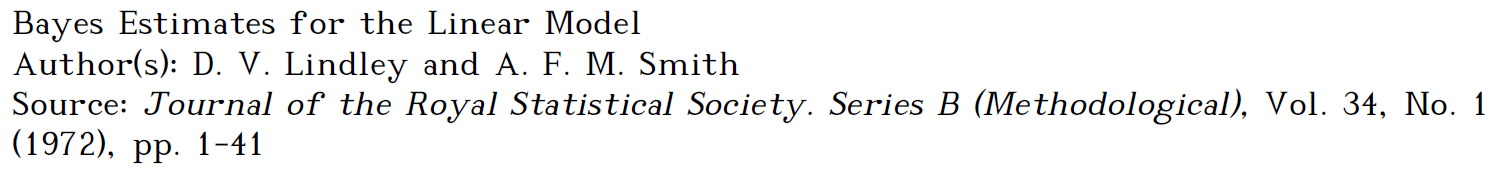 Bayes Estimates for the Linear Model
Author(s): D. V. Lindley and A. F. M. Smith
Source: Journal of the Royal Statistical Society. Series B (Methodological), Vol. 34, No. 1
(1972), pp. 1-41